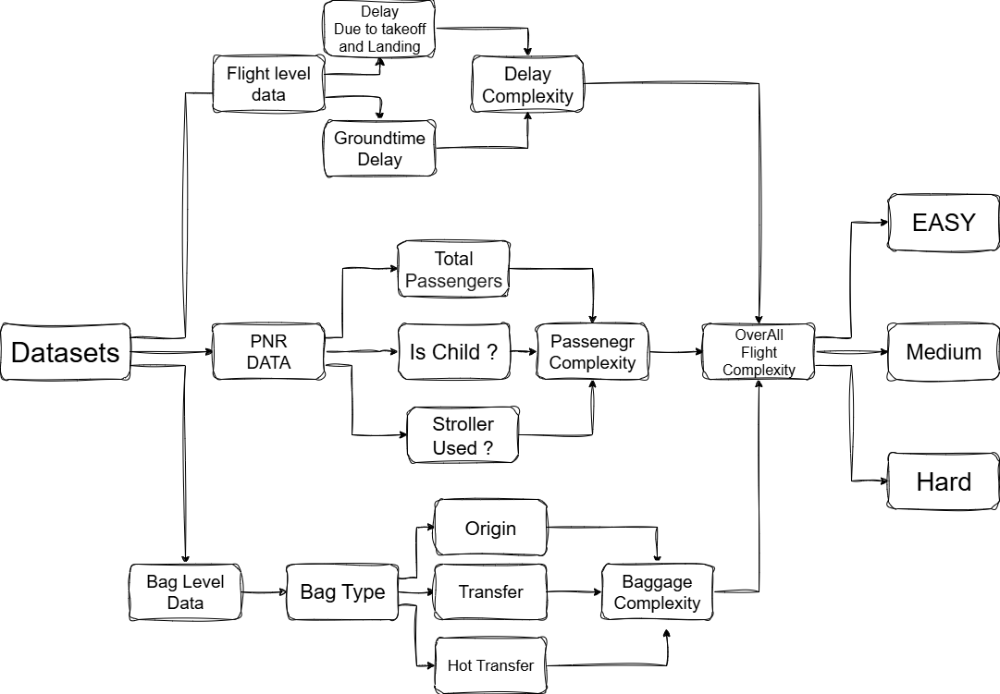 Delay
Due to takeoff
and Landing
Flight level
data
Delay
Complexity
Groundtime
Delay
EASY
Total
Passengers
Datasets
PNR
DATA
Is Child ?
Passenegr
Complexity
OverAll
Flight
Complexity
Medium
Stroller
Used ?
Hard
Origin
Bag Level
Data
Bag Type
Transfer
Baggage
Complexity
Hot Transfer